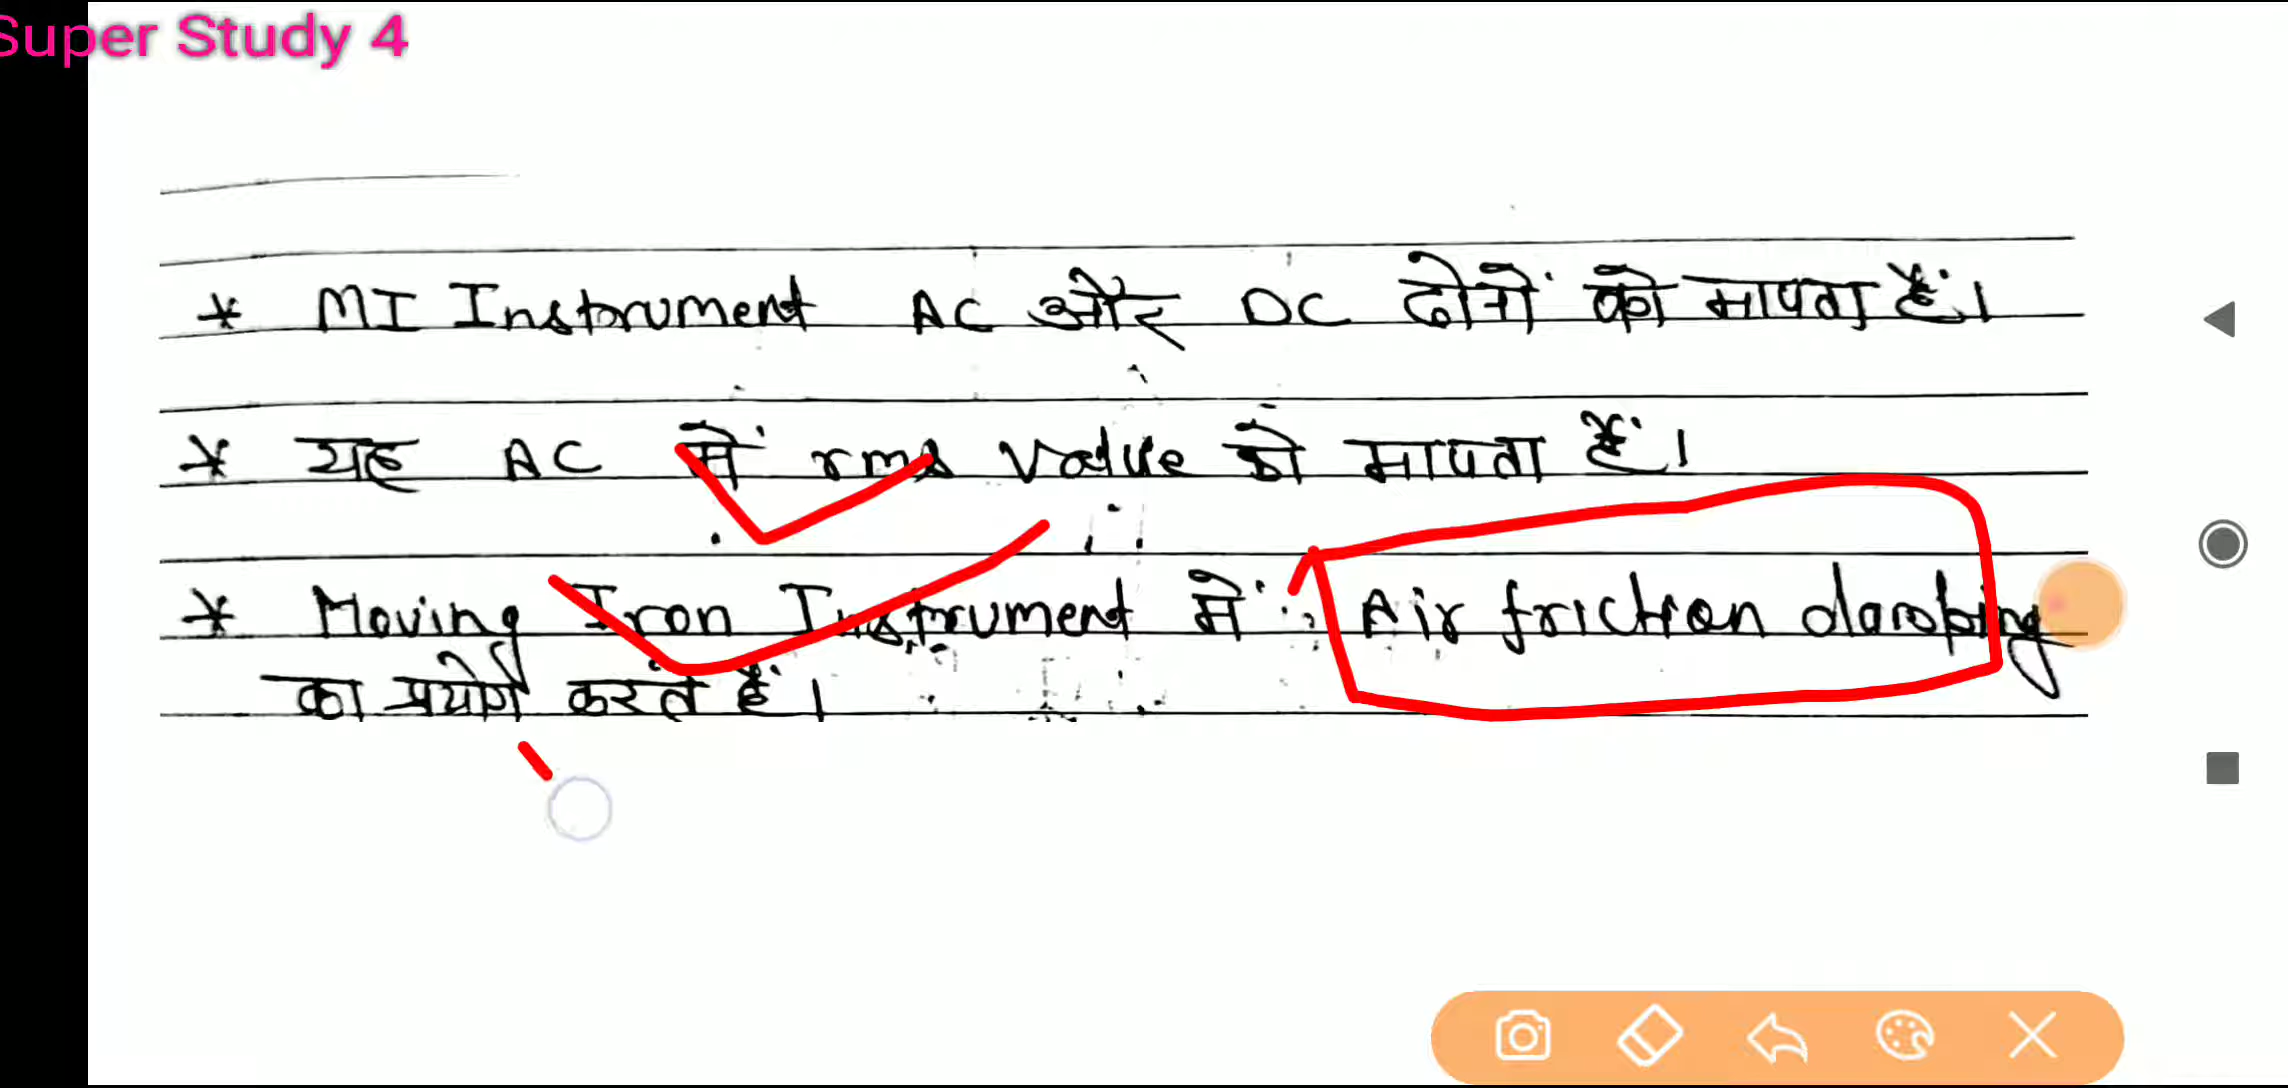 Super Study 4
* MI Instrument AC और DC दोनों को मापता हैं।
* यह AC में rms value को मापता हैं।
* Moving Iron Instrument में Air friction damping
का प्रयोग करते हैं।